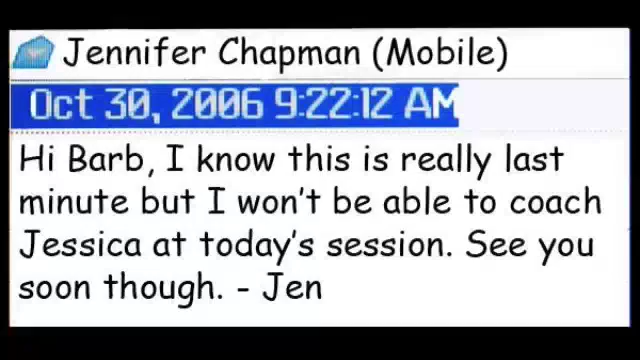 Jennifer Chapman (Mobile)
Oct 30, 2006 9:22:12 AM
Hi Barb, I know this is really last
minute but I won't be able to coach
Jessica at today's session. See you
soon though. - Jen